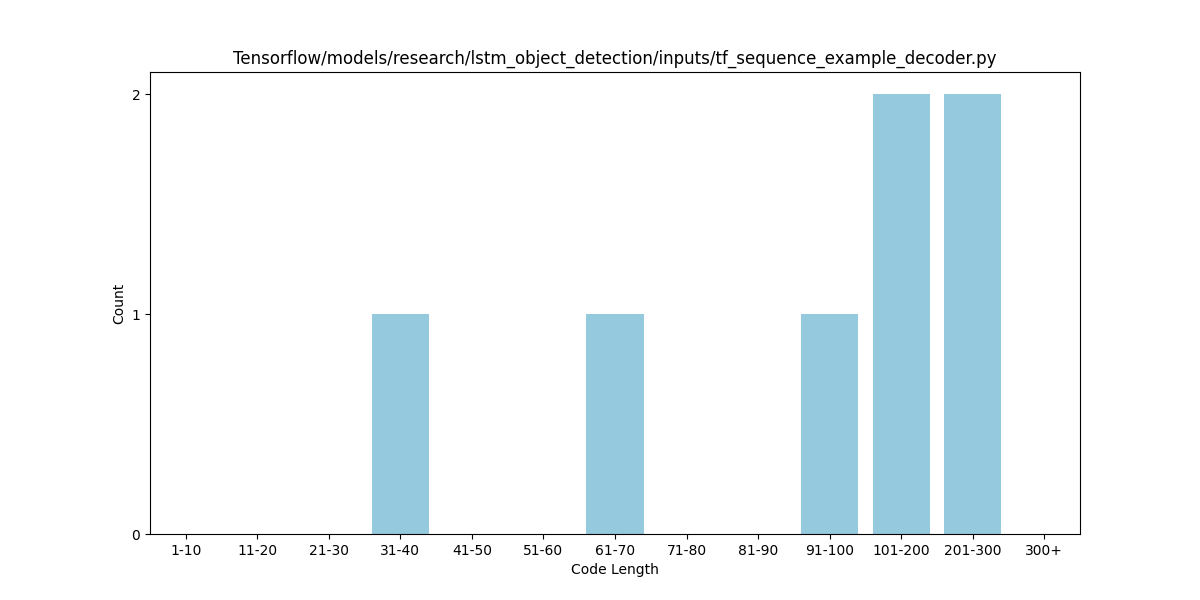 Tensorflow/models/research/lstm_object_detection/inputs/tf_sequence_example_decoder.py
2
1
0
Count
1-10 11-20 21-30 31-40 41-50 51-60 61-70 71-80 81-90 91-100 101-200 201-300 300+
Code Length